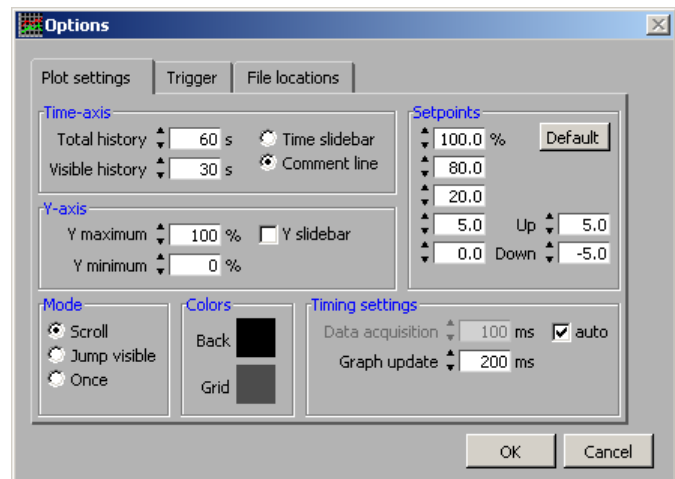 Options
Plot settings Trigger File locations
Time-axis
Total history 60 s Time slidebar
Visible history 30 s Comment line
Setpoints
100.0 % Default
80.0
20.0
5.0 Up 5.0
0.0 Down -5.0
Y-axis
Y maximum 100 % Y slidebar
Y minimum 0 %
Mode
Scroll
Jump visible
Once
Colors
Back
Grid
Timing settings
Data acquisition 100 ms auto
Graph update 200 ms
OK Cancel